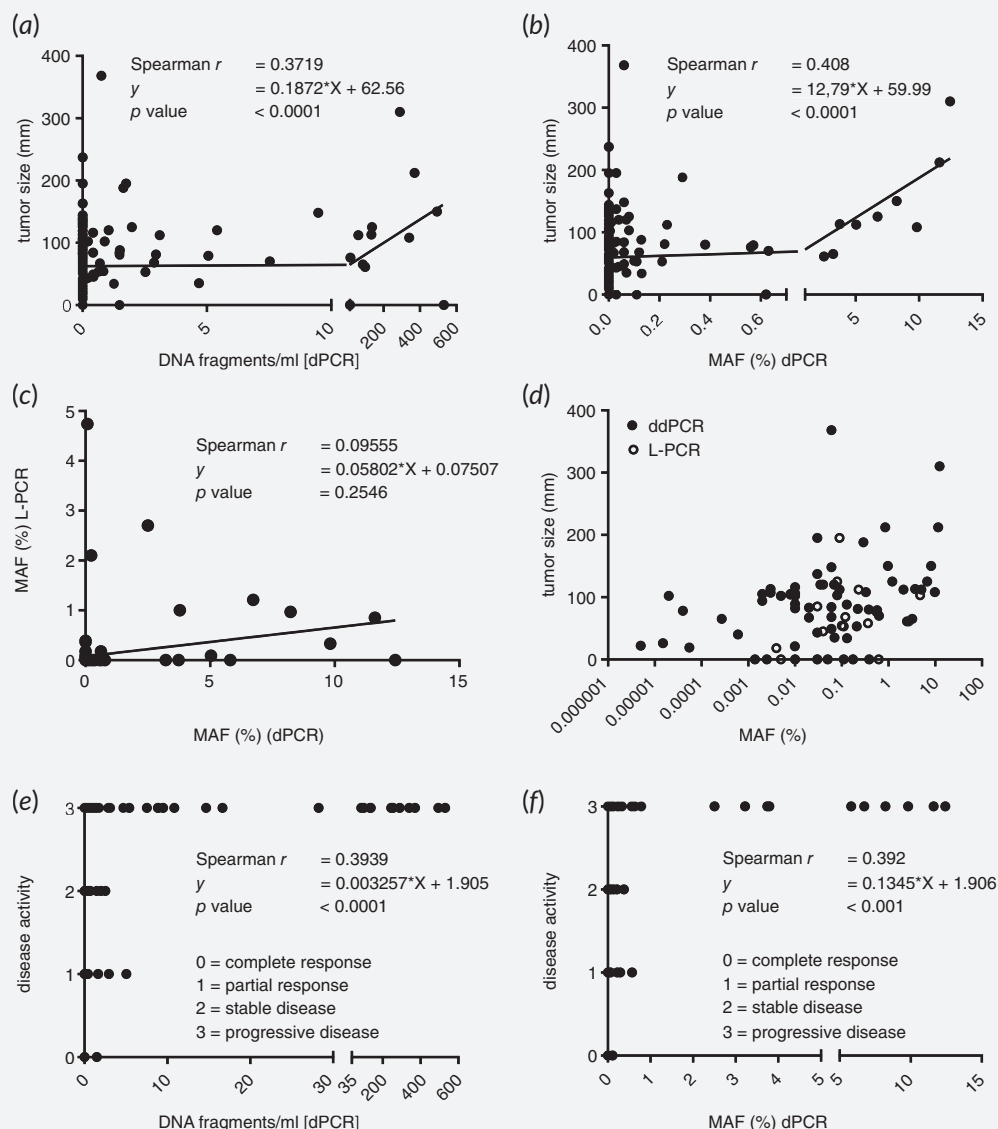 (a)
400
300
200
100
0
tumor size (mm)
Spearman r = 0.3719
y = 0.1872*X + 62.56
p value < 0.0001
0 5 10 200 400 600
DNA fragments/ml [dPCR]
(b)
400
300
200
100
0
tumor size (mm)
Spearman r = 0.408
y = 12,79*X + 59.99
p value < 0.0001
0.0 0.2 0.4 0.6 5 10 15
MAF (%) dPCR
(c)
5
4
3
2
1
0
MAF (%) L-PCR
Spearman r = 0.09555
y = 0.05802*X + 0.07507
p value = 0.2546
0 5 10 15
MAF (%) (dPCR)
(d)
400
300
200
100
0
tumor size (mm)
ddPCR
L-PCR
0.000001 0.00001 0.0001 0.001 0.01 0.1 1 10 100
MAF (%)
(e)
3
2
1
0
disease activity
Spearman r = 0.3939
y = 0.003257*X + 1.905
p value < 0.0001
0 = complete response
1 = partial response
2 = stable disease
3 = progressive disease
0 10 20 30 35 200 400 600
DNA fragments/ml [dPCR]
(f)
3
2
1
0
disease activity
Spearman r = 0.392
y = 0.1345*X + 1.906
p value < 0.001
0 = complete response
1 = partial response
2 = stable disease
3 = progressive disease
0 1 2 3 4 5 5 10 15
MAF (%) dPCR